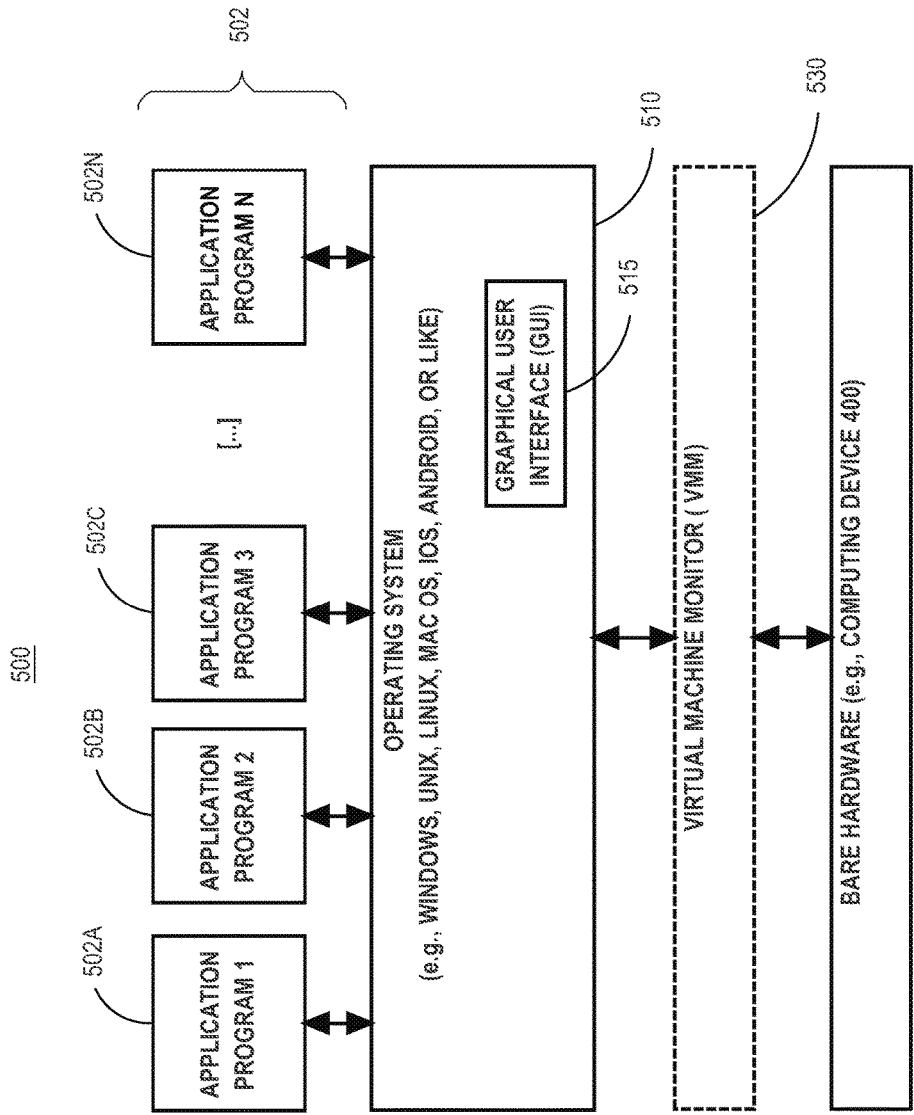 500
502A
502B
502C
502N
502
APPLICATION
PROGRAM 1
APPLICATION
PROGRAM 2
APPLICATION
PROGRAM 3
[...]
APPLICATION
PROGRAM N
OPERATING SYSTEM
(e.g., WINDOWS, UNIX, LINUX, MAC OS, IOS, ANDROID, OR LIKE)
GRAPHICAL USER
INTERFACE (GUI)
515
510
VIRTUAL MACHINE MONITOR ( VMM)
530
BARE HARDWARE (e.g., COMPUTING DEVICE 400)